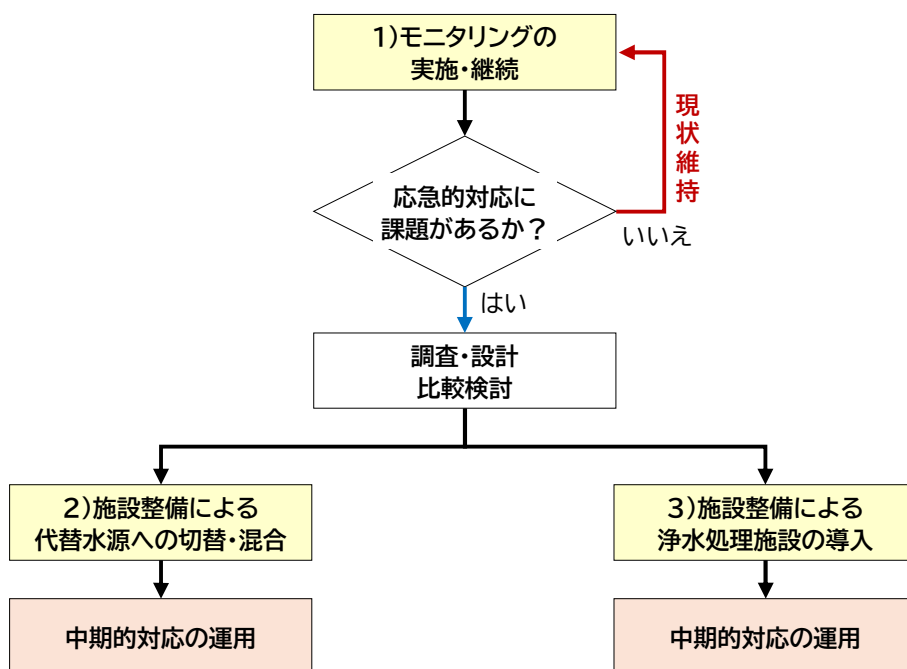 1)モニタリングの
実施・継続
現状維持
応急的対応に
課題があるか？
いいえ
はい
調査・設計
比較検討
2)施設整備による
代替水源への切替・混合
3)施設整備による
浄水処理施設の導入
中期的対応の運用
中期的対応の運用